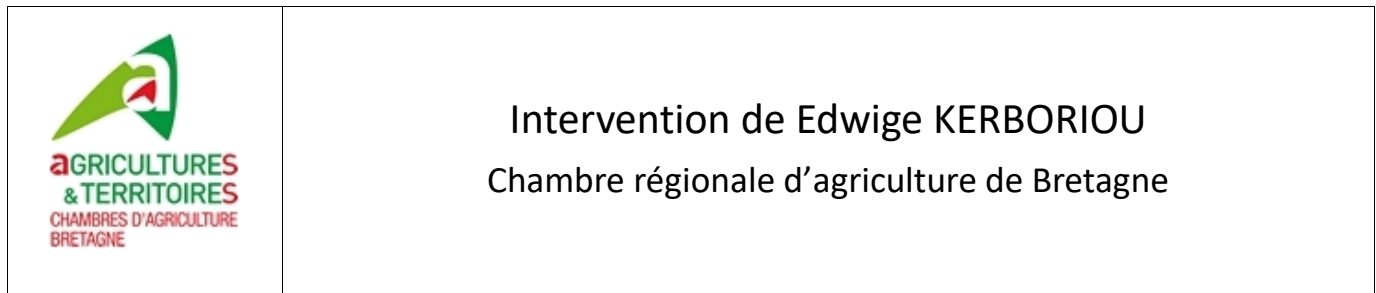 a
aGRICULTURES
& TERRITOIRES
CHAMBRES D'AGRICULTURE
BRETAGNE
Intervention de Edwige KERBORIOU
Chambre régionale d’agriculture de Bretagne